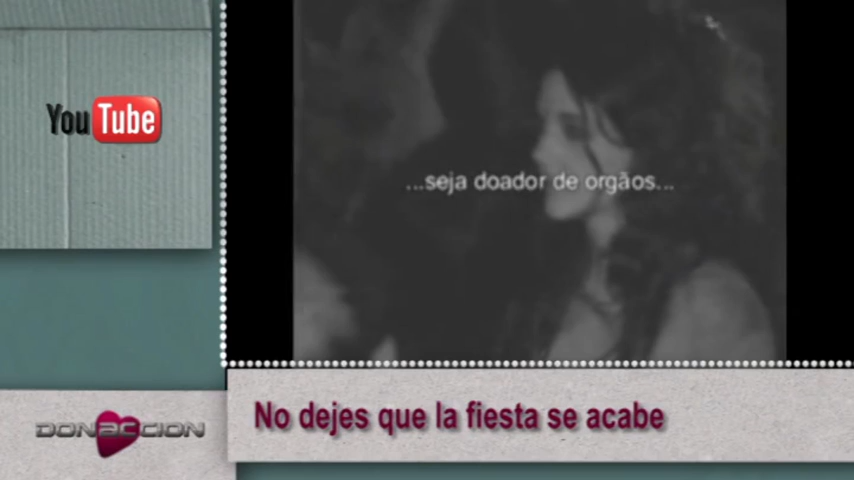 YouTube
...seja doador de orgãos...
No dejes que la fiesta se acabe
DONACCION